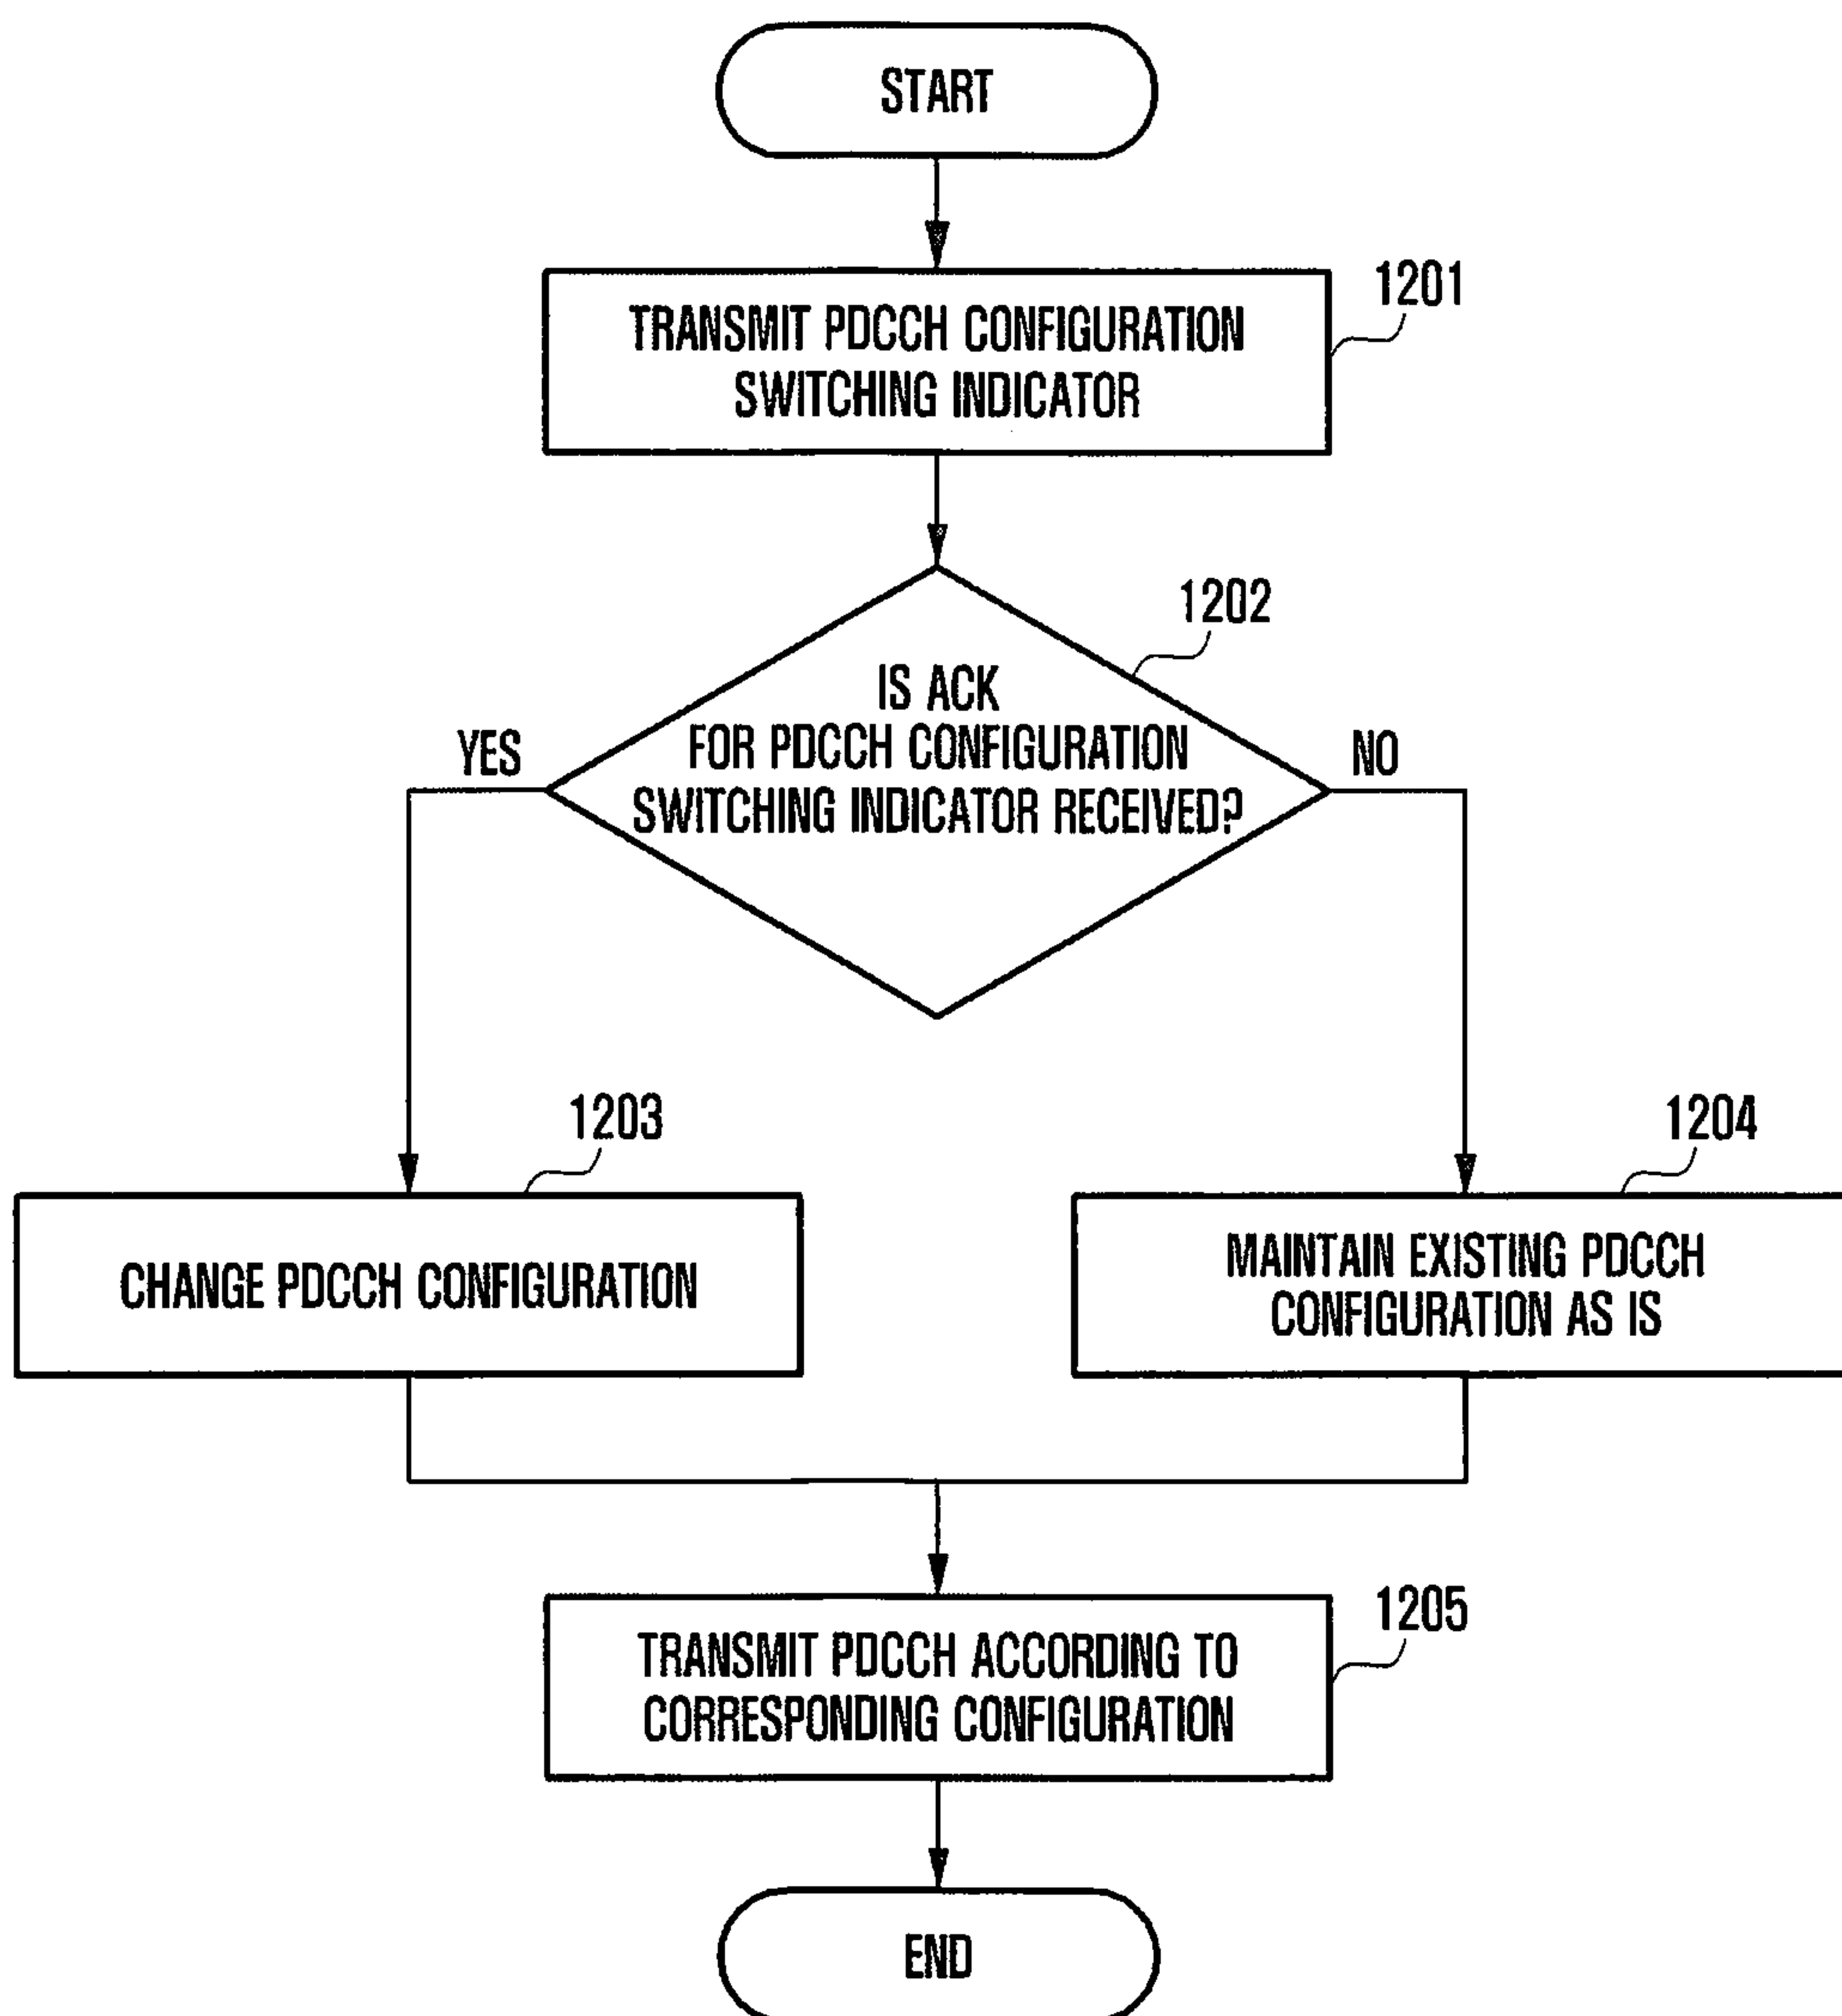 START
1201
TRANSMIT PDCCH CONFIGURATION
SWITCHING INDICATOR
1202
IS ACK
FOR PDCCH CONFIGURATION
SWITCHING INDICATOR RECEIVED?
YES
NO
1203
1204
CHANGE PDCCH CONFIGURATION
MAINTAIN EXISTING PDCCH
CONFIGURATION AS IS
1205
TRANSMIT PDCCH ACCORDING TO
CORRESPONDING CONFIGURATION
END